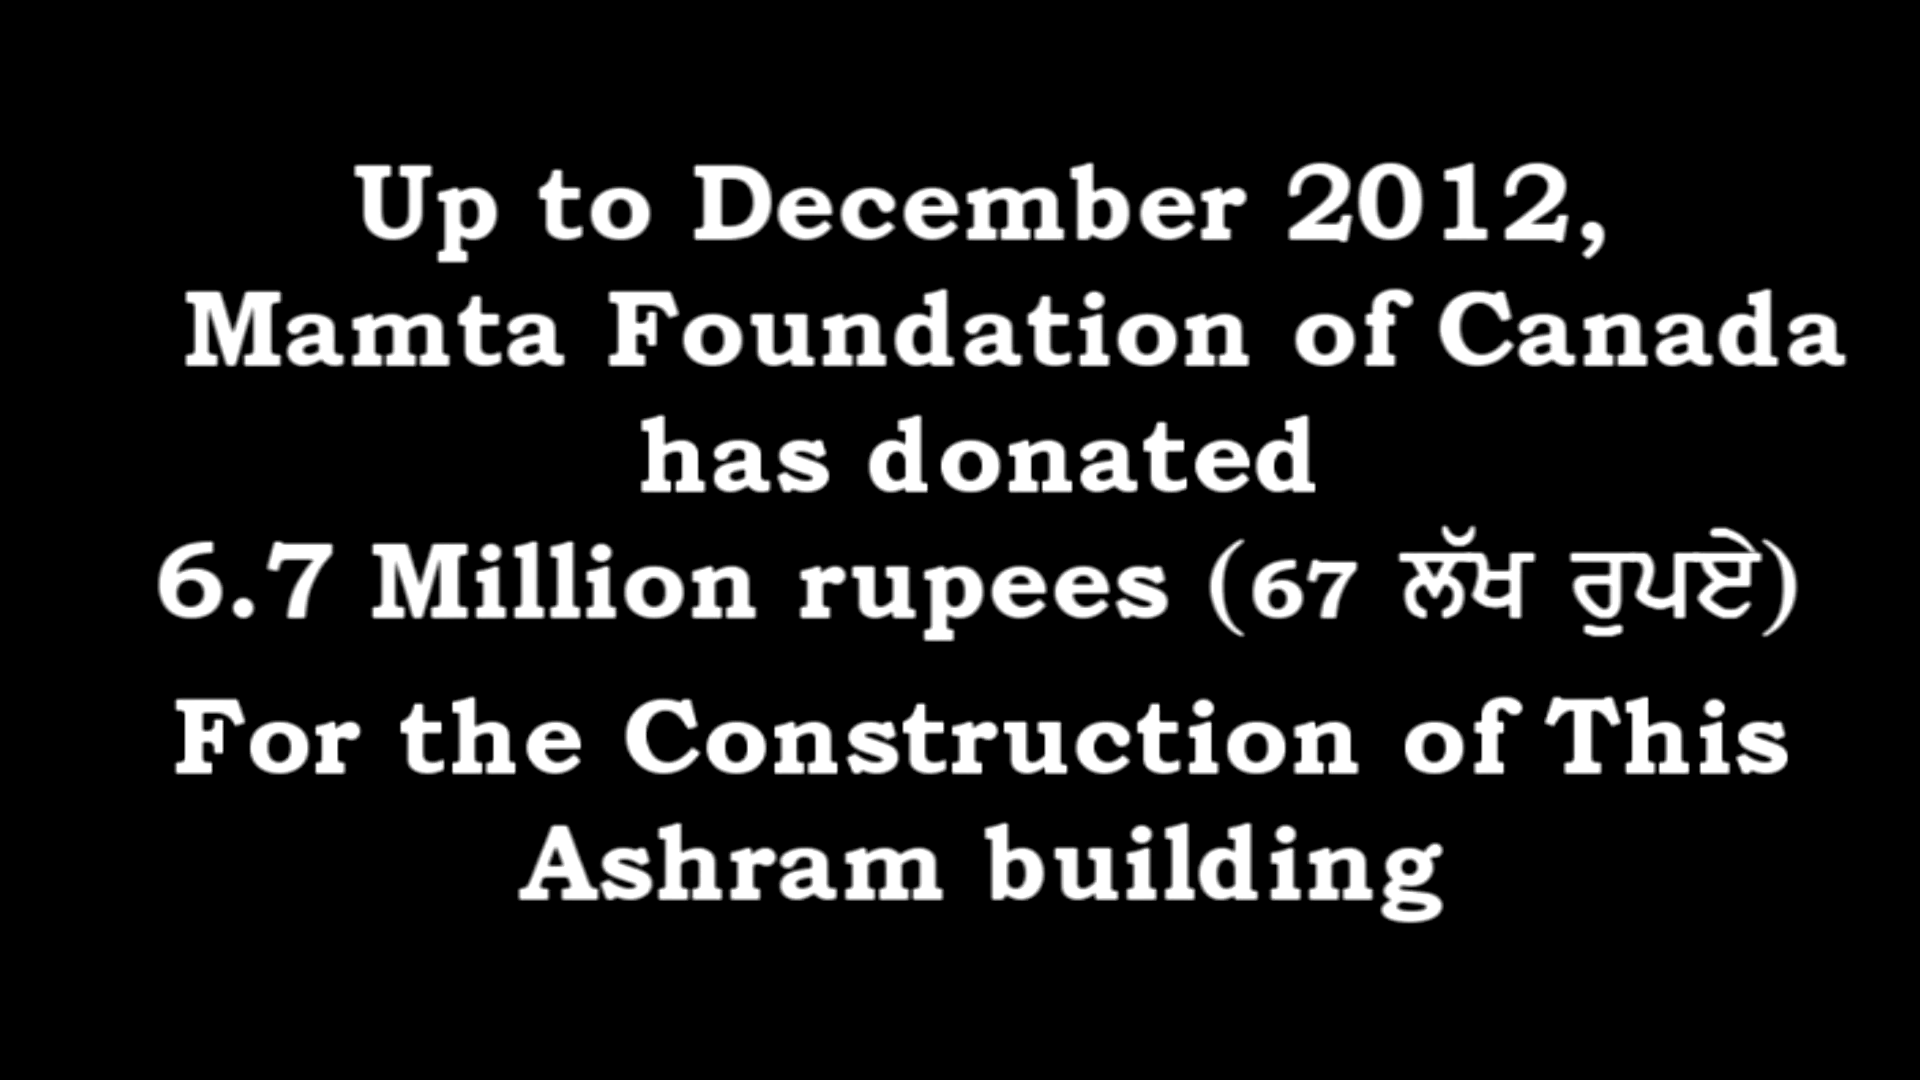 Up to December 2012,
Mamta Foundation of Canada
has donated
6.7 Million rupees (67 ਲੱਖ ਰੁਪਏ)
For the Construction of This
Ashram building